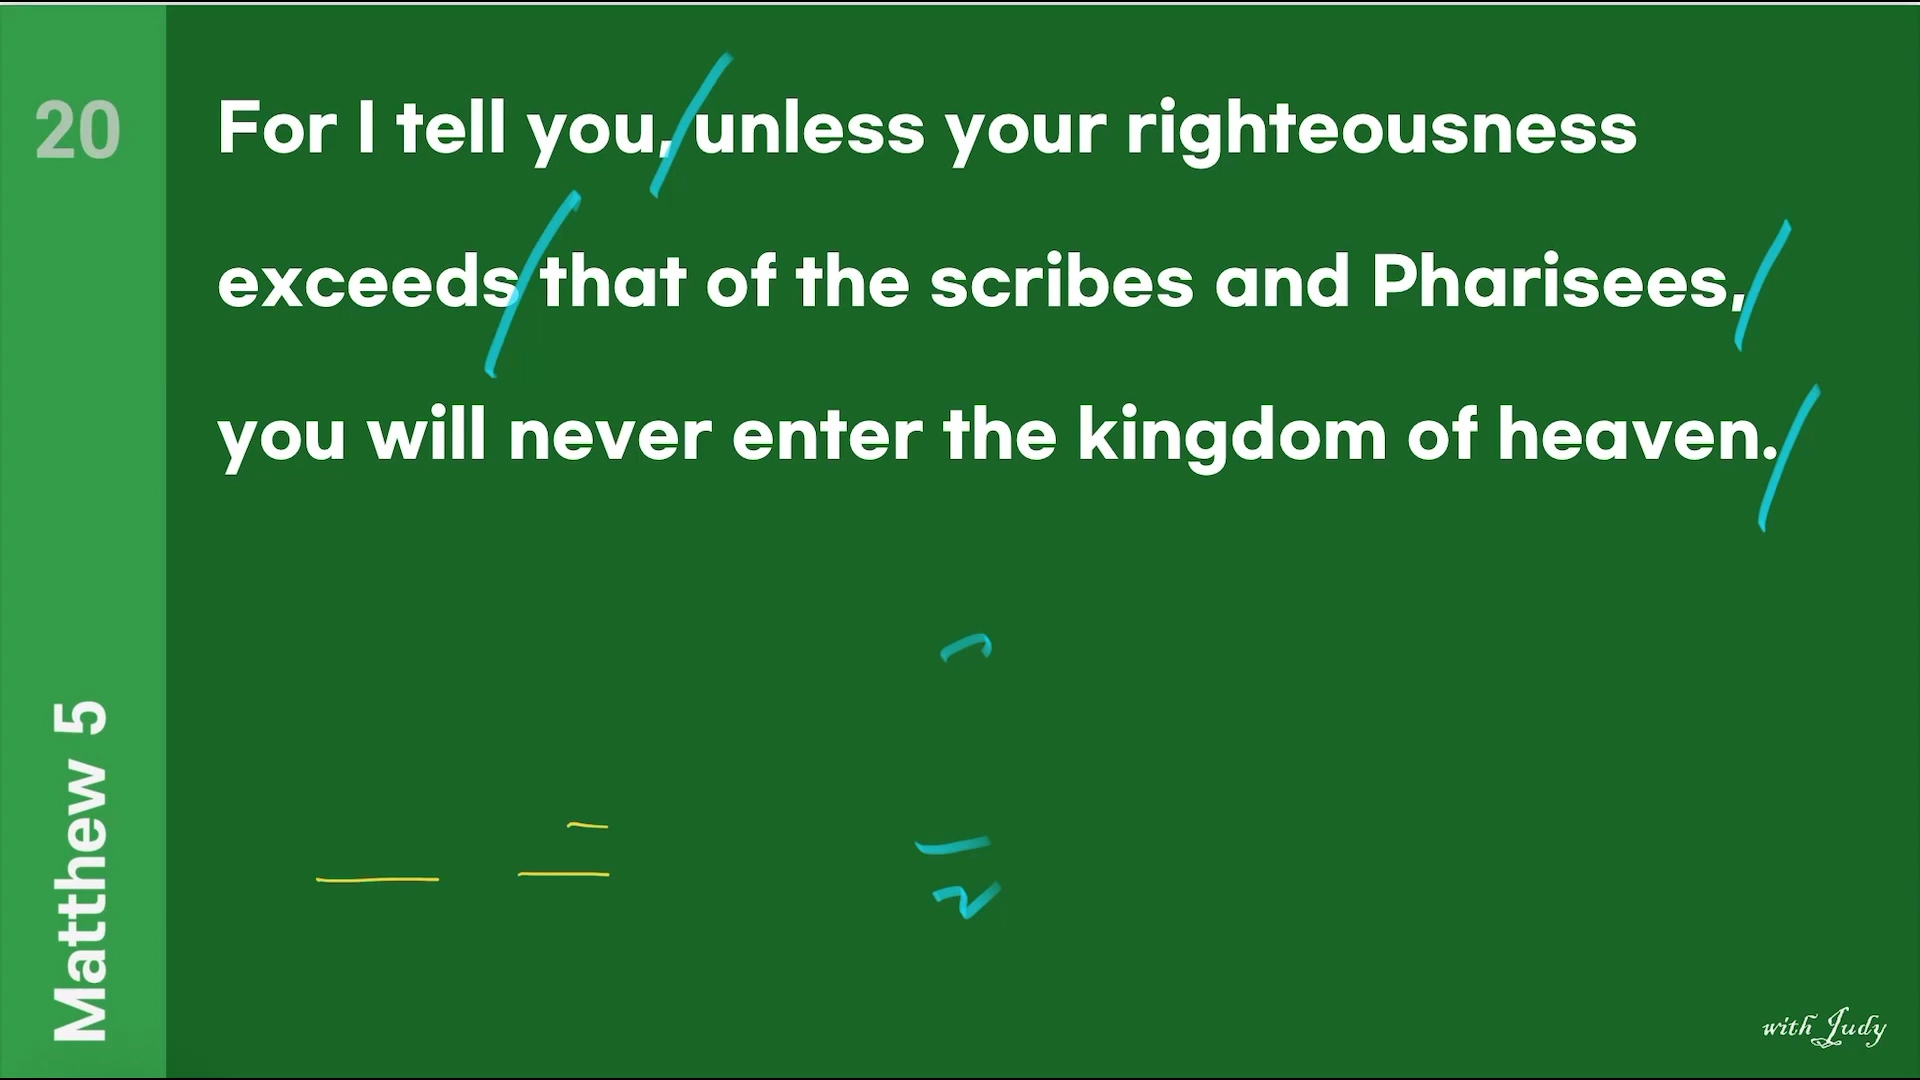 20
For I tell you, unless your righteousness
exceeds that of the scribes and Pharisees,
you will never enter the kingdom of heaven.
Matthew 5
with Judy